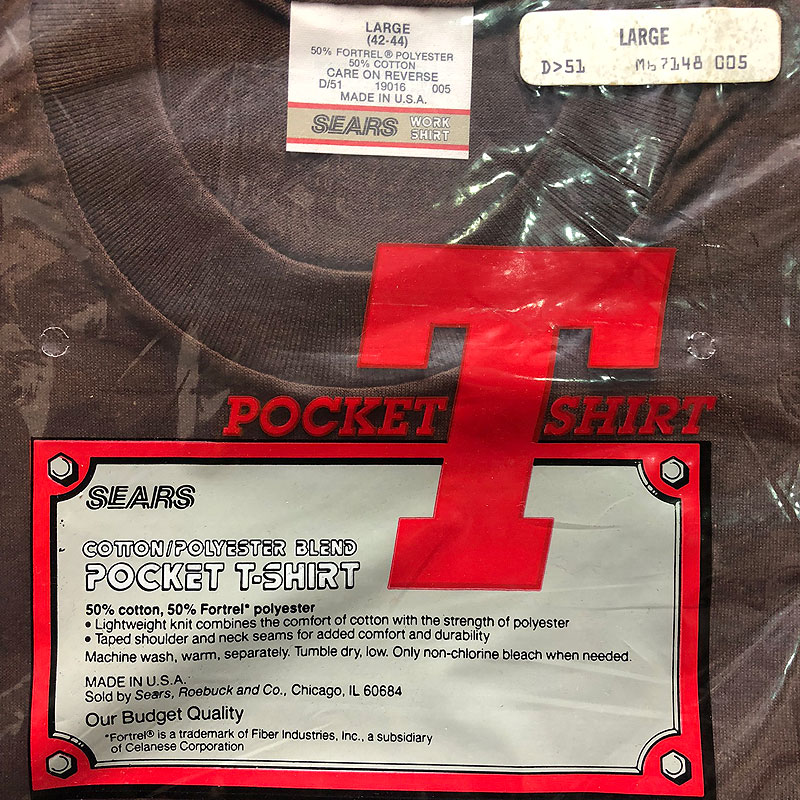 LARGE
(42-44)
50% FORTREL® POLYESTER
50% COTTON
CARE ON REVERSE
D/51 19016 005
MADE IN U.S.A.
SEARS WORK SHIRT
LARGE
D>51 M67148 005
POCKET T SHIRT
SEARS
COTTON/POLYESTER BLEND
POCKET T-SHIRT
50% cotton, 50% Fortrel* polyester
• Lightweight knit combines the comfort of cotton with the strength of polyester
• Taped shoulder and neck seams for added comfort and durability
Machine wash, warm, separately. Tumble dry, low. Only non-chlorine bleach when needed.
MADE IN U.S.A.
Sold by Sears, Roebuck and Co., Chicago, IL 60684
Our Budget Quality
*Fortrel® is a trademark of Fiber Industries, Inc., a subsidiary
of Celanese Corporation